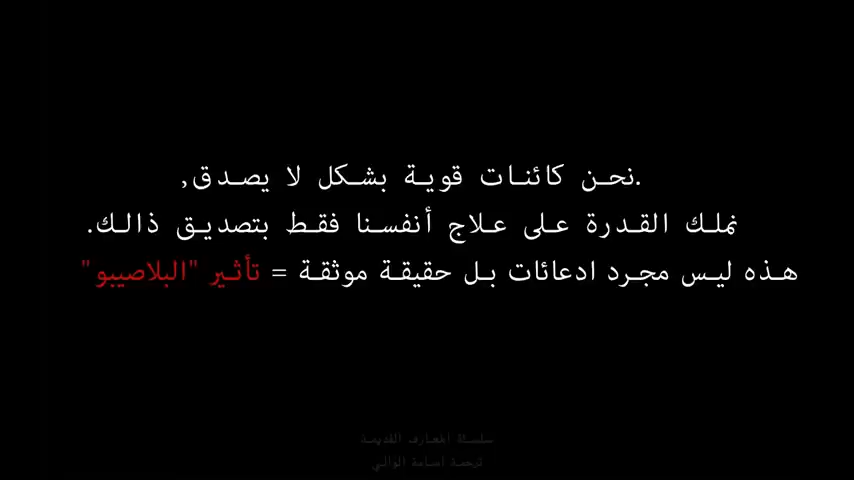 .نحن كائنات قوية بشكل لا يصدق,
نملك القدرة على علاج أنفسنا فقط بتصديق ذالك.
هذه ليس مجرد ادعائات بل حقيقة موثقة = تأثير "البلاصيبو"
سلسلة المعارف القديمة
ترجمة اسامة الوالي